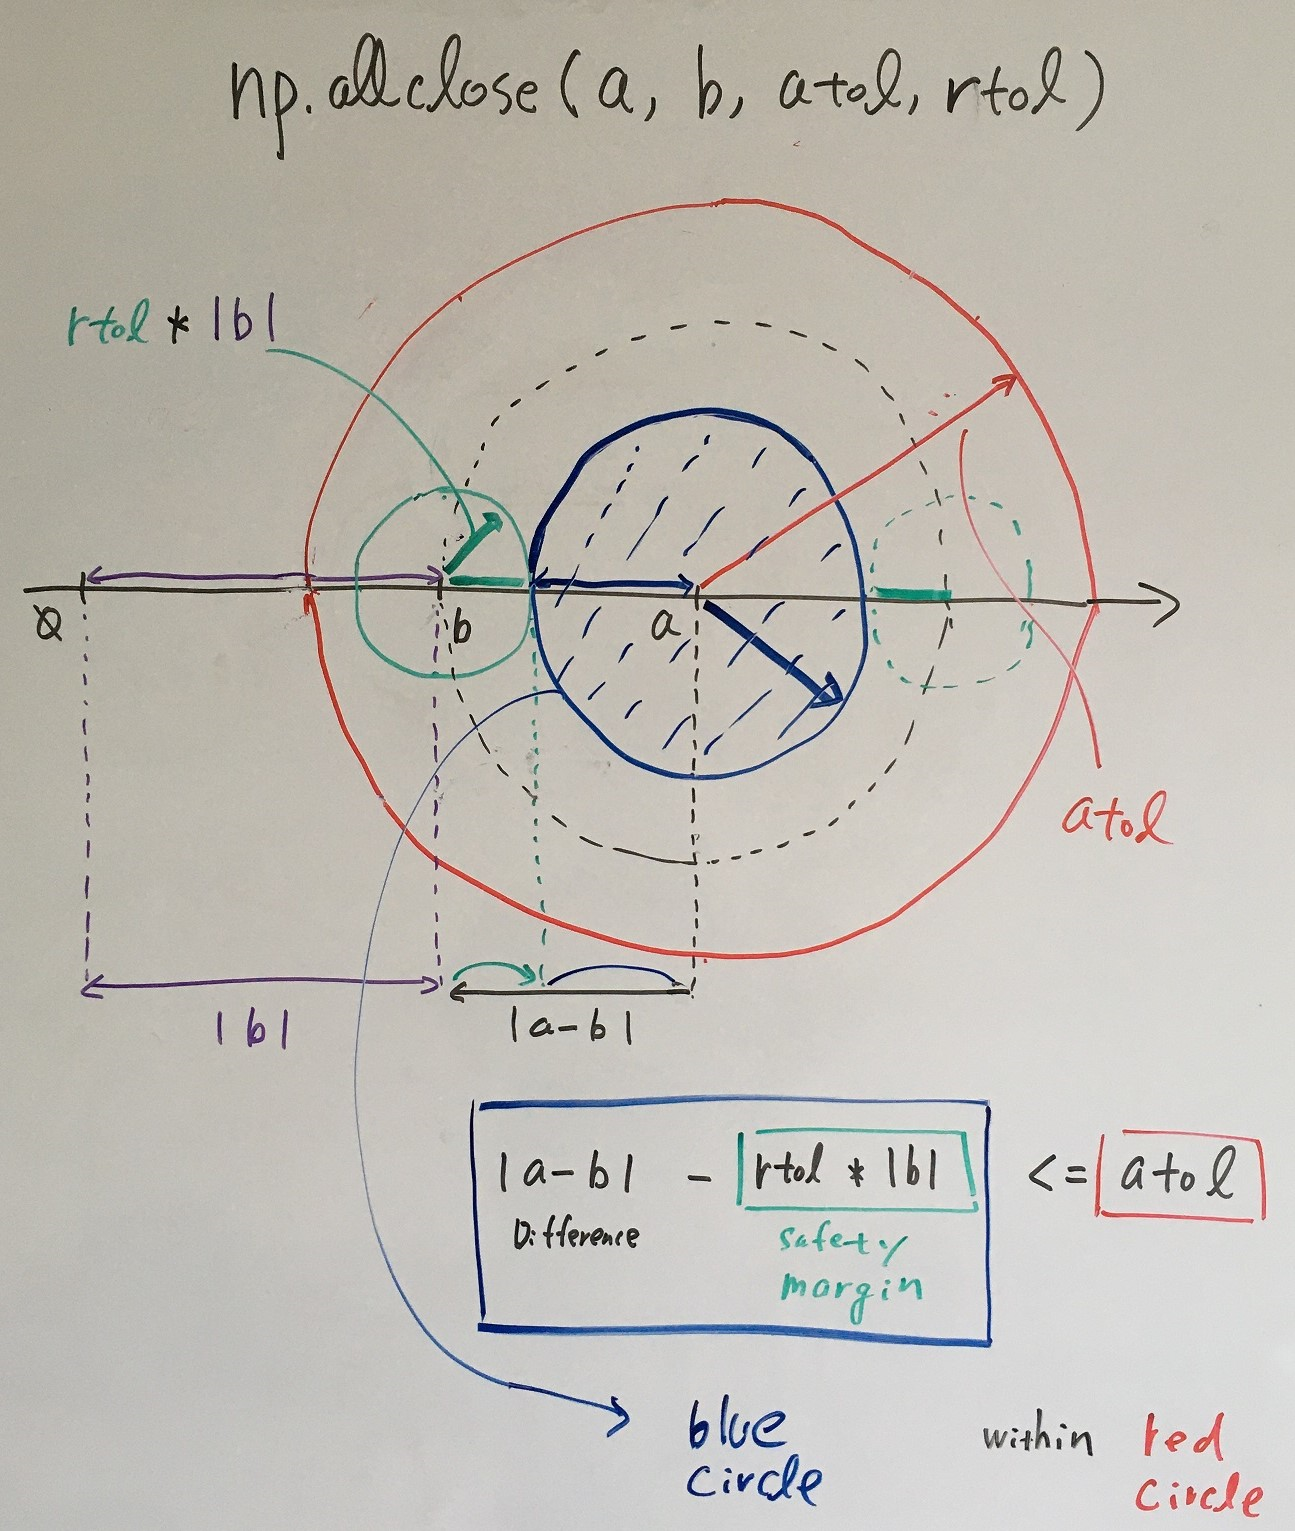 np.allclose(a, b, atol, rtol)
rtol * |b|
0
b
a
atol
|b|
|a-b|
|a-b| - rtol * |b| <= atol
Difference
safety
margin
blue
circle
within
red
circle